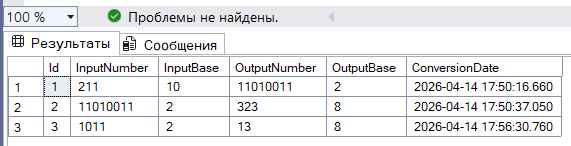 100 % Проблемы не найдены.
Результаты Сообщения
Id InputNumber InputBase OutputNumber OutputBase ConversionDate
1 1 211 10 11010011 2 2026-04-14 17:50:16.660
2 2 11010011 2 323 8 2026-04-14 17:50:37.050
3 3 1011 2 13 8 2026-04-14 17:56:30.760